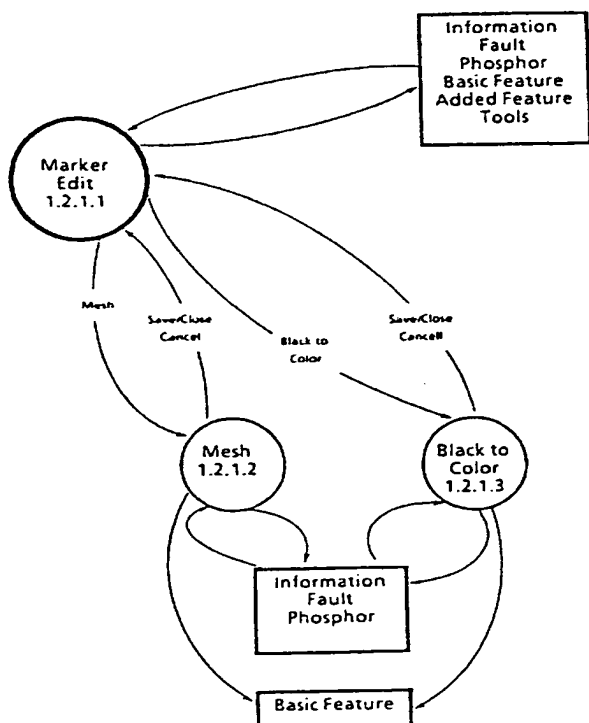 Information
Fault
Phosphor
Basic Feature
Added Feature
Tools
Marker
Edit
1.2.1.1
Mesh
Save/Close
Cancel
Black to
Color
Save/Close
Cancell
Mesh
1.2.1.2
Black to
Color
1.2.1.3
Information
Fault
Phosphor
Basic Feature